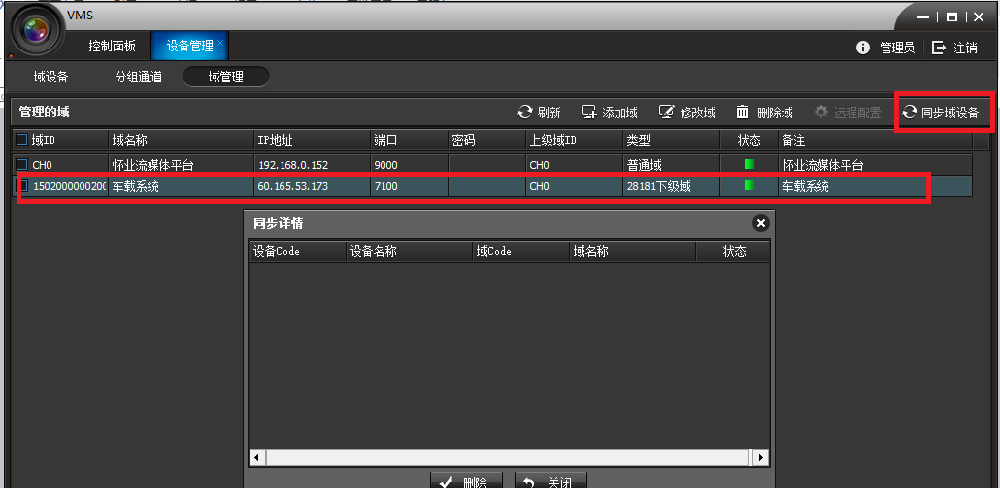 VMS
控制面板 设备管理 管理员 注销
域设备 分组通道 域管理
管理的域 刷新 添加域 修改域 删除域 远程配置 同步域设备
域ID 域名称 IP地址 端口 密码 上级域ID 类型 状态 备注
CH0 怀业流媒体平台 192.168.0.152 9000 CH0 普通域 怀业流媒体平台
150200000020 车载系统 60.165.53.173 7100 CH0 28181下级域 车载系统
同步详情
设备Code 设备名称 域Code 域名称 状态
删除 关闭